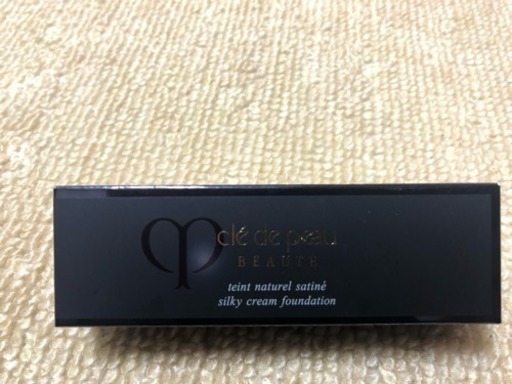 clé de peau
BEAUTÉ
teint naturel satiné
silky cream foundation